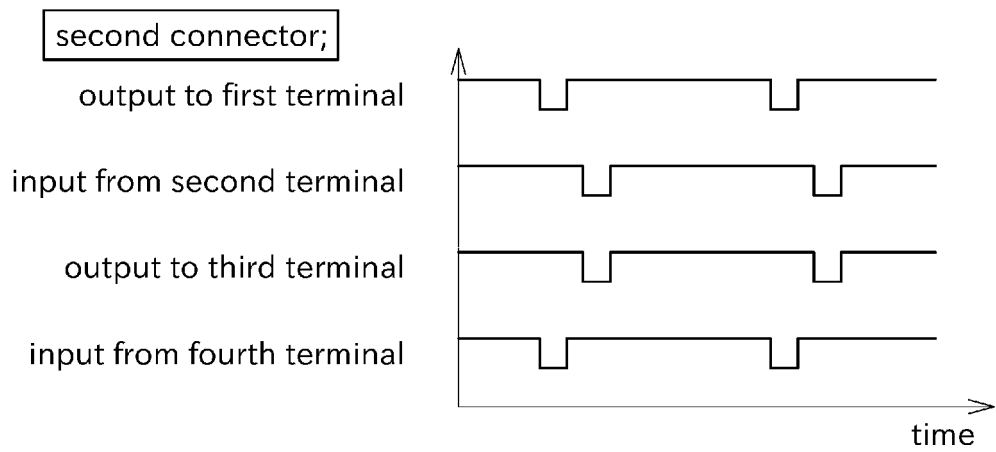 second connector;
output to first terminal
input from second terminal
output to third terminal
input from fourth terminal
time